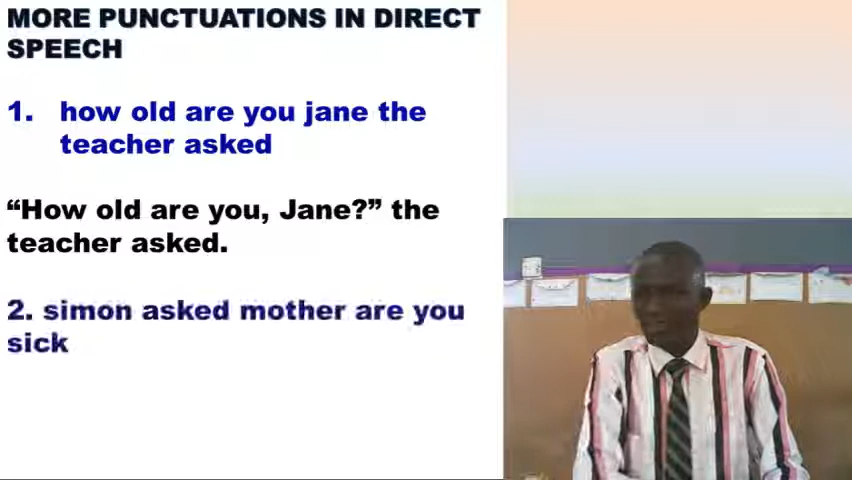 MORE PUNCTUATIONS IN DIRECT
SPEECH
1. how old are you jane the
teacher asked
“How old are you, Jane?” the
teacher asked.
2. simon asked mother are you
sick